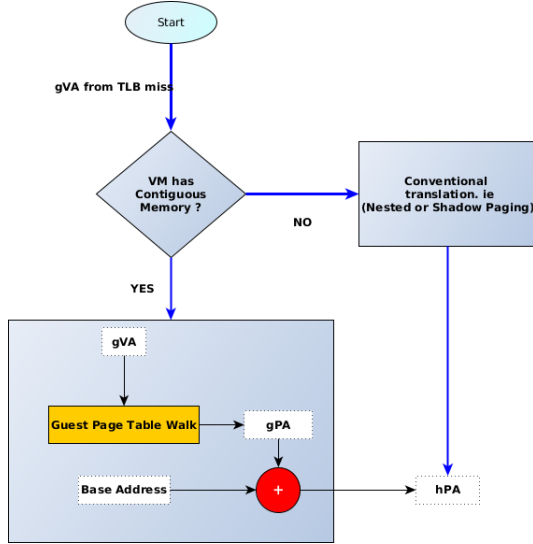 Start
gVA from TLB miss
VM has
Contiguous
Memory ?
Conventional
translation. ie
(Nested or Shadow Paging)
NO
YES
gVA
Guest Page Table Walk
gPA
Base Address
+
hPA